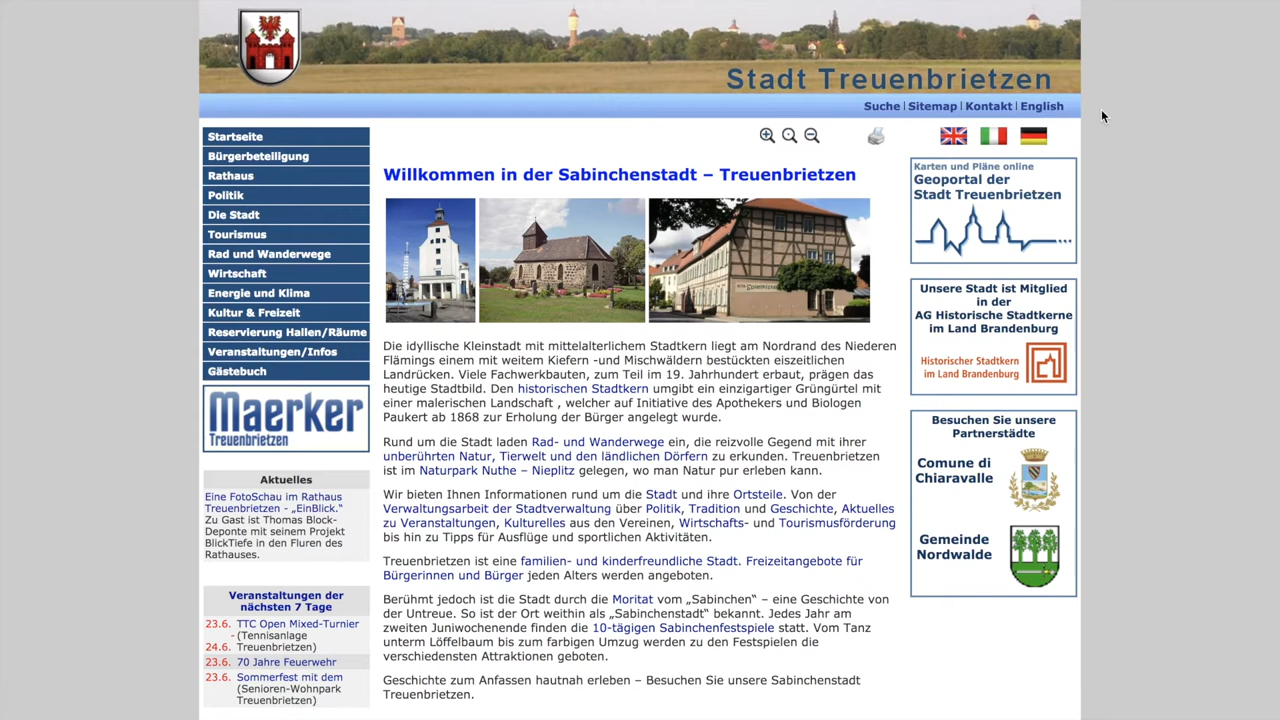 Stadt Treuenbrietzen
Suche | Sitemap | Kontakt | English
Startseite
Bürgerbeteiligung
Rathaus
Politik
Die Stadt
Tourismus
Rad und Wanderwege
Wirtschaft
Energie und Klima
Kultur & Freizeit
Reservierung Hallen/Räume
Veranstaltungen/Infos
Gästebuch
Maerker
Treuenbrietzen
Aktuelles
Eine FotoSchau im Rathaus
Treuenbrietzen - „EinBlick.“
Zu Gast ist Thomas Block-
Deponte mit seinem Projekt
BlickTiefe in den Fluren des
Rathauses.
Veranstaltungen der
nächsten 7 Tage
23.6. TTC Open Mixed-Turnier
- (Tennisanlage
24.6. Treuenbrietzen)
23.6. 70 Jahre Feuerwehr
23.6. Sommerfest mit dem
(Senioren-Wohnpark
Treuenbrietzen)
Willkommen in der Sabinchenstadt – Treuenbrietzen
Die idyllische Kleinstadt mit mittelalterlichem Stadtkern liegt am Nordrand des Niederen
Flämings einem mit weitem Kiefern -und Mischwäldern bestückten eiszeitlichen
Landrücken. Viele Fachwerkbauten, zum Teil im 19. Jahrhundert erbaut, prägen das
heutige Stadtbild. Den historischen Stadtkern umgibt ein einzigartiger Grüngürtel mit
einer malerischen Landschaft , welcher auf Initiative des Apothekers und Biologen
Paukert ab 1868 zur Erholung der Bürger angelegt wurde.
Rund um die Stadt laden Rad- und Wanderwege ein, die reizvolle Gegend mit ihrer
unberührten Natur, Tierwelt und den ländlichen Dörfern zu erkunden. Treuenbrietzen
ist im Naturpark Nuthe – Nieplitz gelegen, wo man Natur pur erleben kann.
Wir bieten Ihnen Informationen rund um die Stadt und ihre Ortsteile. Von der
Verwaltungsarbeit der Stadtverwaltung über Politik, Tradition und Geschichte, Aktuelles
zu Veranstaltungen, Kulturelles aus den Vereinen, Wirtschafts- und Tourismusförderung
bis hin zu Tipps für Ausflüge und sportlichen Aktivitäten.
Treuenbrietzen ist eine familien- und kinderfreundliche Stadt. Freizeitangebote für
Bürgerinnen und Bürger jeden Alters werden angeboten.
Berühmt jedoch ist die Stadt durch die Moritat vom „Sabinchen“ – eine Geschichte von
der Untreue. So ist der Ort weithin als „Sabinchenstadt“ bekannt. Jedes Jahr am
zweiten Juniwochenende finden die 10-tägigen Sabinchenfestspiele statt. Vom Tanz
unterm Löffelbaum bis zum farbigen Umzug werden zu den Festspielen die
verschiedensten Attraktionen geboten.
Geschichte zum Anfassen hautnah erleben – Besuchen Sie unsere Sabinchenstadt
Treuenbrietzen.
Karten und Pläne online
Geoportal der
Stadt Treuenbrietzen
Unsere Stadt ist Mitglied
in der
AG Historische Stadtkerne
im Land Brandenburg
Historischer Stadtkern
im Land Brandenburg
Besuchen Sie unsere
Partnerstädte
Comune di
Chiaravalle
Gemeinde
Nordwalde